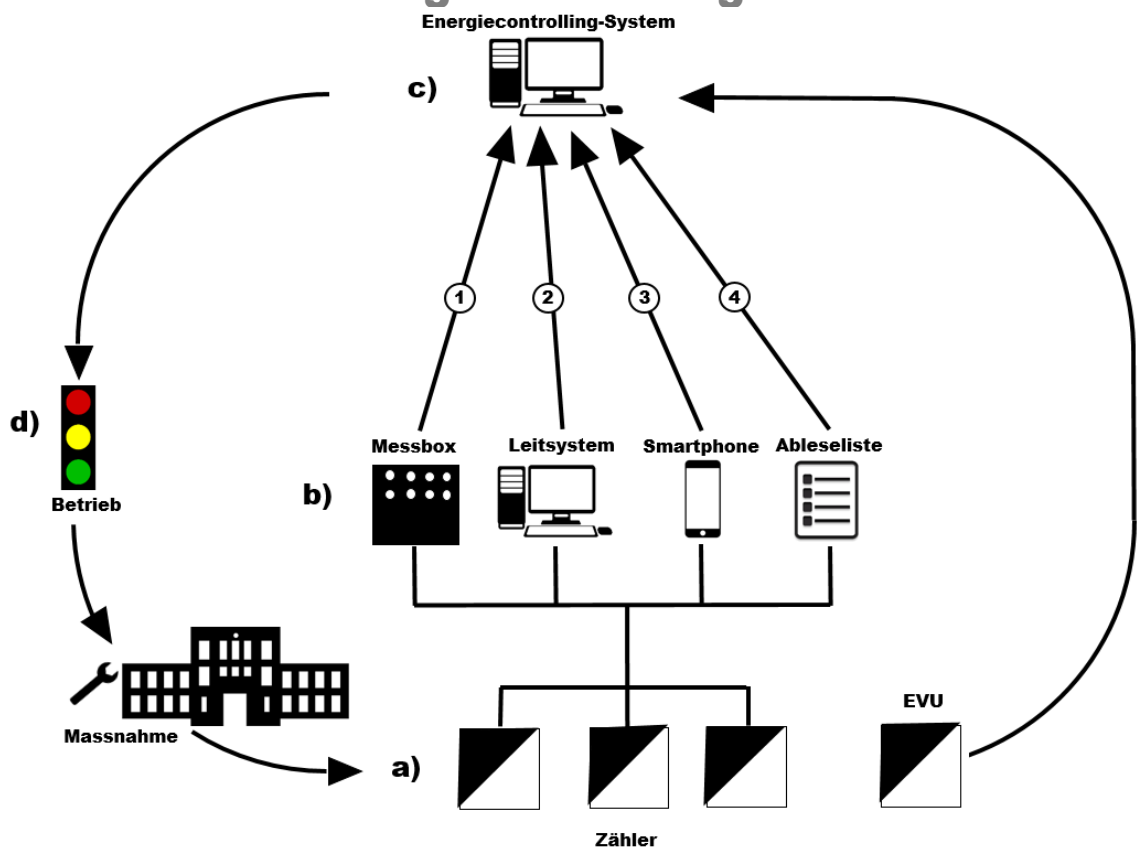 Energiecontrolling-System
c)
1
2
3
4
d)
Messbox
Leitsystem
Smartphone
Ableseliste
b)
Betrieb
EVU
Massnahme
a)
Zähler